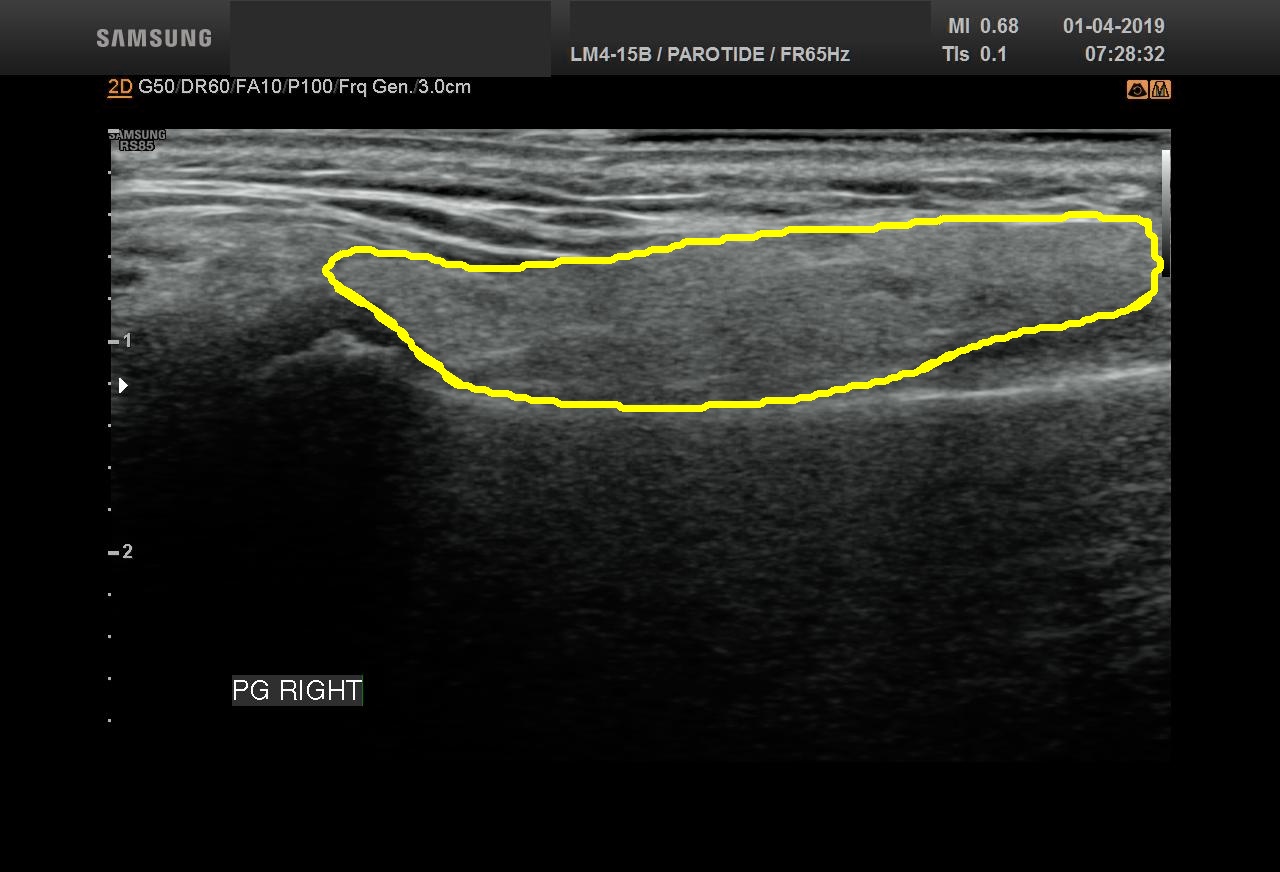 SAMSUNG
LM4-15B / PAROTIDE / FR65Hz
MI 0.68
TIs 0.1
01-04-2019
07:28:32
2D G50/DR60/FA10/P100/Frq Gen./3.0cm
SAMSUNG
RS85
1
2
PG RIGHT